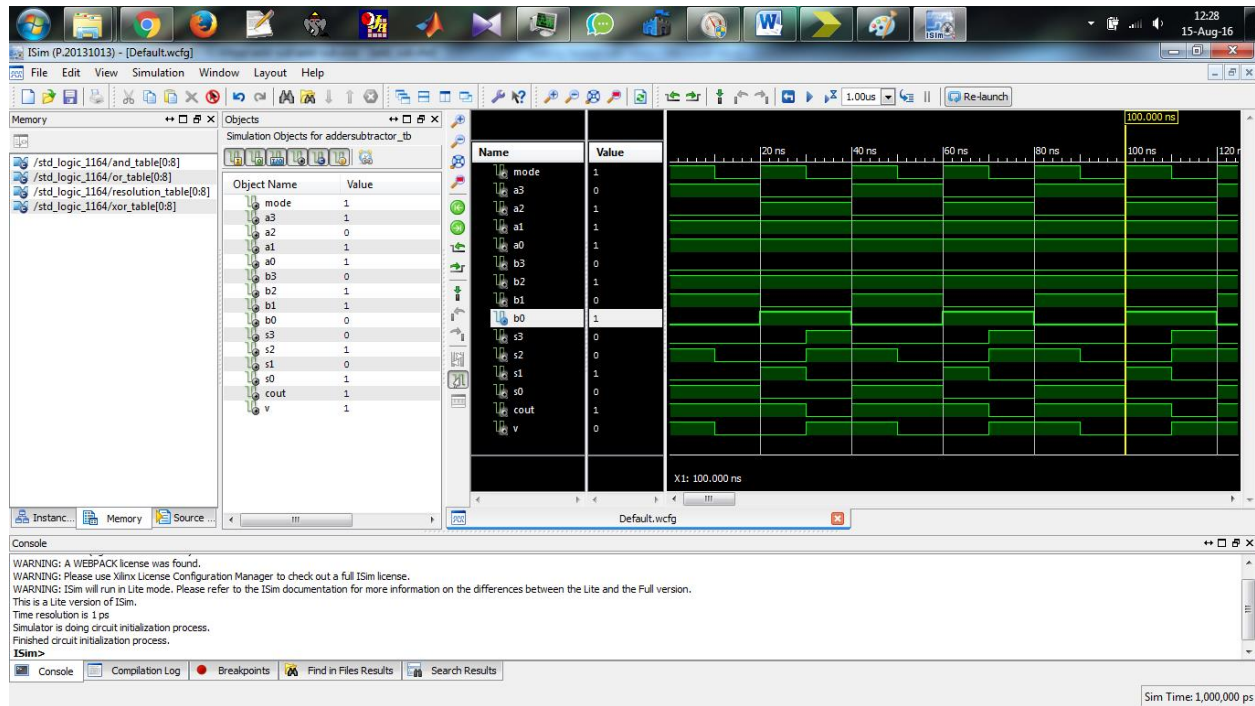 12:28
15-Aug-16
ISim (P.20131013) - [Default.wcfg]
File Edit View Simulation Window Layout Help
1.00us Re-launch
Memory
/std_logic_1164/and_table[0:8]
/std_logic_1164/or_table[0:8]
/std_logic_1164/resolution_table[0:8]
/std_logic_1164/xor_table[0:8]
Instanc... Memory Source ...
Objects
Simulation Objects for addersubtractor_tb
Object Name Value
mode 1
a3 1
a2 0
a1 1
a0 1
b3 0
b2 1
b1 1
b0 0
s3 0
s2 1
s1 0
s0 1
cout 1
v 1
100.000 ns
Name Value
20 ns 40 ns 60 ns 80 ns 100 ns 120 n
mode 1
a3 0
a2 1
a1 1
a0 1
b3 0
b2 1
b1 0
b0 1
s3 0
s2 0
s1 1
s0 0
cout 1
v 0
X1: 100.000 ns
Default.wcfg
Console
WARNING: A WEBPACK license was found.
WARNING: Please use Xilinx License Configuration Manager to check out a full ISim license.
WARNING: ISim will run in Lite mode. Please refer to the ISim documentation for more information on the differences between the Lite and the Full version.
This is a Lite version of ISim.
Time resolution is 1 ps
Simulator is doing circuit initialization process.
Finished circuit initialization process.
ISim>
Console Compilation Log Breakpoints Find in Files Results Search Results
Sim Time: 1,000,000 ps